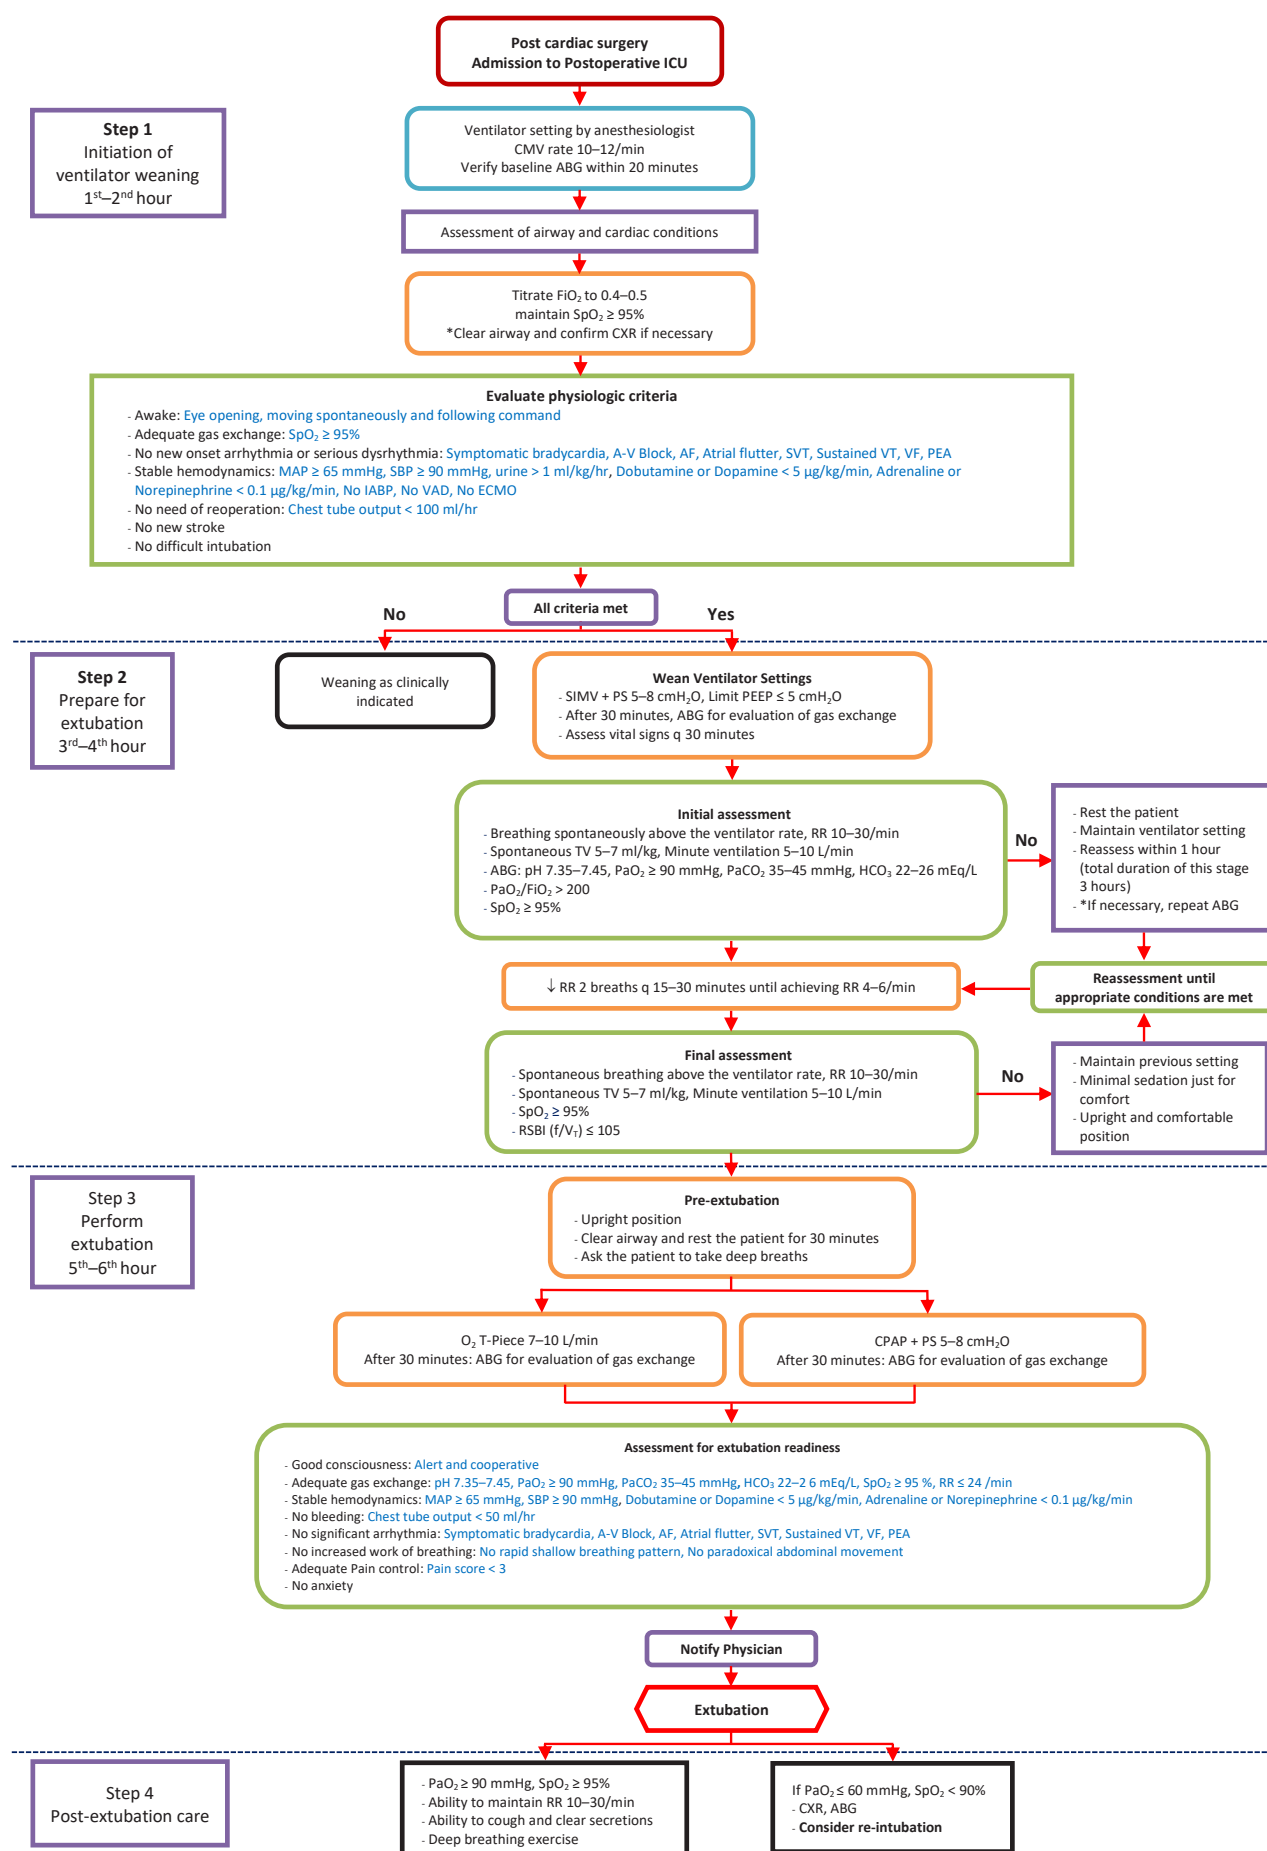 Post cardiac surgery
Admission to Postoperative ICU
Step 1
Initiation of
ventilator weaning
1st–2nd hour
Ventilator setting by anesthesiologist
CMV rate 10–12/min
Verify baseline ABG within 20 minutes
Assessment of airway and cardiac conditions
Titrate FiO₂ to 0.4–0.5
maintain SpO₂ ≥ 95%
*Clear airway and confirm CXR if necessary
Evaluate physiologic criteria
- Awake: Eye opening, moving spontaneously and following command
- Adequate gas exchange: SpO₂ ≥ 95%
- No new onset arrhythmia or serious dysrhythmia: Symptomatic bradycardia, A-V Block, AF, Atrial flutter, SVT, Sustained VT, VF, PEA
- Stable hemodynamics: MAP ≥ 65 mmHg, SBP ≥ 90 mmHg, urine > 1 ml/kg/hr, Dobutamine or Dopamine < 5 µg/kg/min, Adrenaline or
Norepinephrine < 0.1 µg/kg/min, No IABP, No VAD, No ECMO
- No need of reoperation: Chest tube output < 100 ml/hr
- No new stroke
- No difficult intubation
All criteria met
No
Yes
Step 2
Prepare for
extubation
3rd–4th hour
Weaning as clinically
indicated
Wean Ventilator Settings
- SIMV + PS 5–8 cmH₂O, Limit PEEP ≤ 5 cmH₂O
- After 30 minutes, ABG for evaluation of gas exchange
- Assess vital signs q 30 minutes
Initial assessment
- Breathing spontaneously above the ventilator rate, RR 10–30/min
- Spontaneous TV 5–7 ml/kg, Minute ventilation 5–10 L/min
- ABG: pH 7.35–7.45, PaO₂ ≥ 90 mmHg, PaCO₂ 35–45 mmHg, HCO₃ 22–26 mEq/L
- PaO₂/FiO₂ > 200
- SpO₂ ≥ 95%
No
- Rest the patient
- Maintain ventilator setting
- Reassess within 1 hour
(total duration of this stage
3 hours)
- *If necessary, repeat ABG
↓ RR 2 breaths q 15–30 minutes until achieving RR 4–6/min
Reassessment until
appropriate conditions are met
Final assessment
- Spontaneous breathing above the ventilator rate, RR 10–30/min
- Spontaneous TV 5–7 ml/kg, Minute ventilation 5–10 L/min
- SpO₂ ≥ 95%
- RSBI (f/VT) ≤ 105
No
- Maintain previous setting
- Minimal sedation just for
comfort
- Upright and comfortable
position
Step 3
Perform
extubation
5th–6th hour
Pre-extubation
- Upright position
- Clear airway and rest the patient for 30 minutes
- Ask the patient to take deep breaths
O₂ T-Piece 7–10 L/min
After 30 minutes: ABG for evaluation of gas exchange
CPAP + PS 5–8 cmH₂O
After 30 minutes: ABG for evaluation of gas exchange
Assessment for extubation readiness
- Good consciousness: Alert and cooperative
- Adequate gas exchange: pH 7.35–7.45, PaO₂ ≥ 90 mmHg, PaCO₂ 35–45 mmHg, HCO₃ 22–2 6 mEq/L, SpO₂ ≥ 95 %, RR ≤ 24 /min
- Stable hemodynamics: MAP ≥ 65 mmHg, SBP ≥ 90 mmHg, Dobutamine or Dopamine < 5 µg/kg/min, Adrenaline or Norepinephrine < 0.1 µg/kg/min
- No bleeding: Chest tube output < 50 ml/hr
- No significant arrhythmia: Symptomatic bradycardia, A-V Block, AF, Atrial flutter, SVT, Sustained VT, VF, PEA
- No increased work of breathing: No rapid shallow breathing pattern, No paradoxical abdominal movement
- Adequate Pain control: Pain score < 3
- No anxiety
Notify Physician
Extubation
Step 4
Post-extubation care
- PaO₂ ≥ 90 mmHg, SpO₂ ≥ 95%
- Ability to maintain RR 10–30/min
- Ability to cough and clear secretions
- Deep breathing exercise
If PaO₂ ≤ 60 mmHg, SpO₂ < 90%
- CXR, ABG
- Consider re-intubation